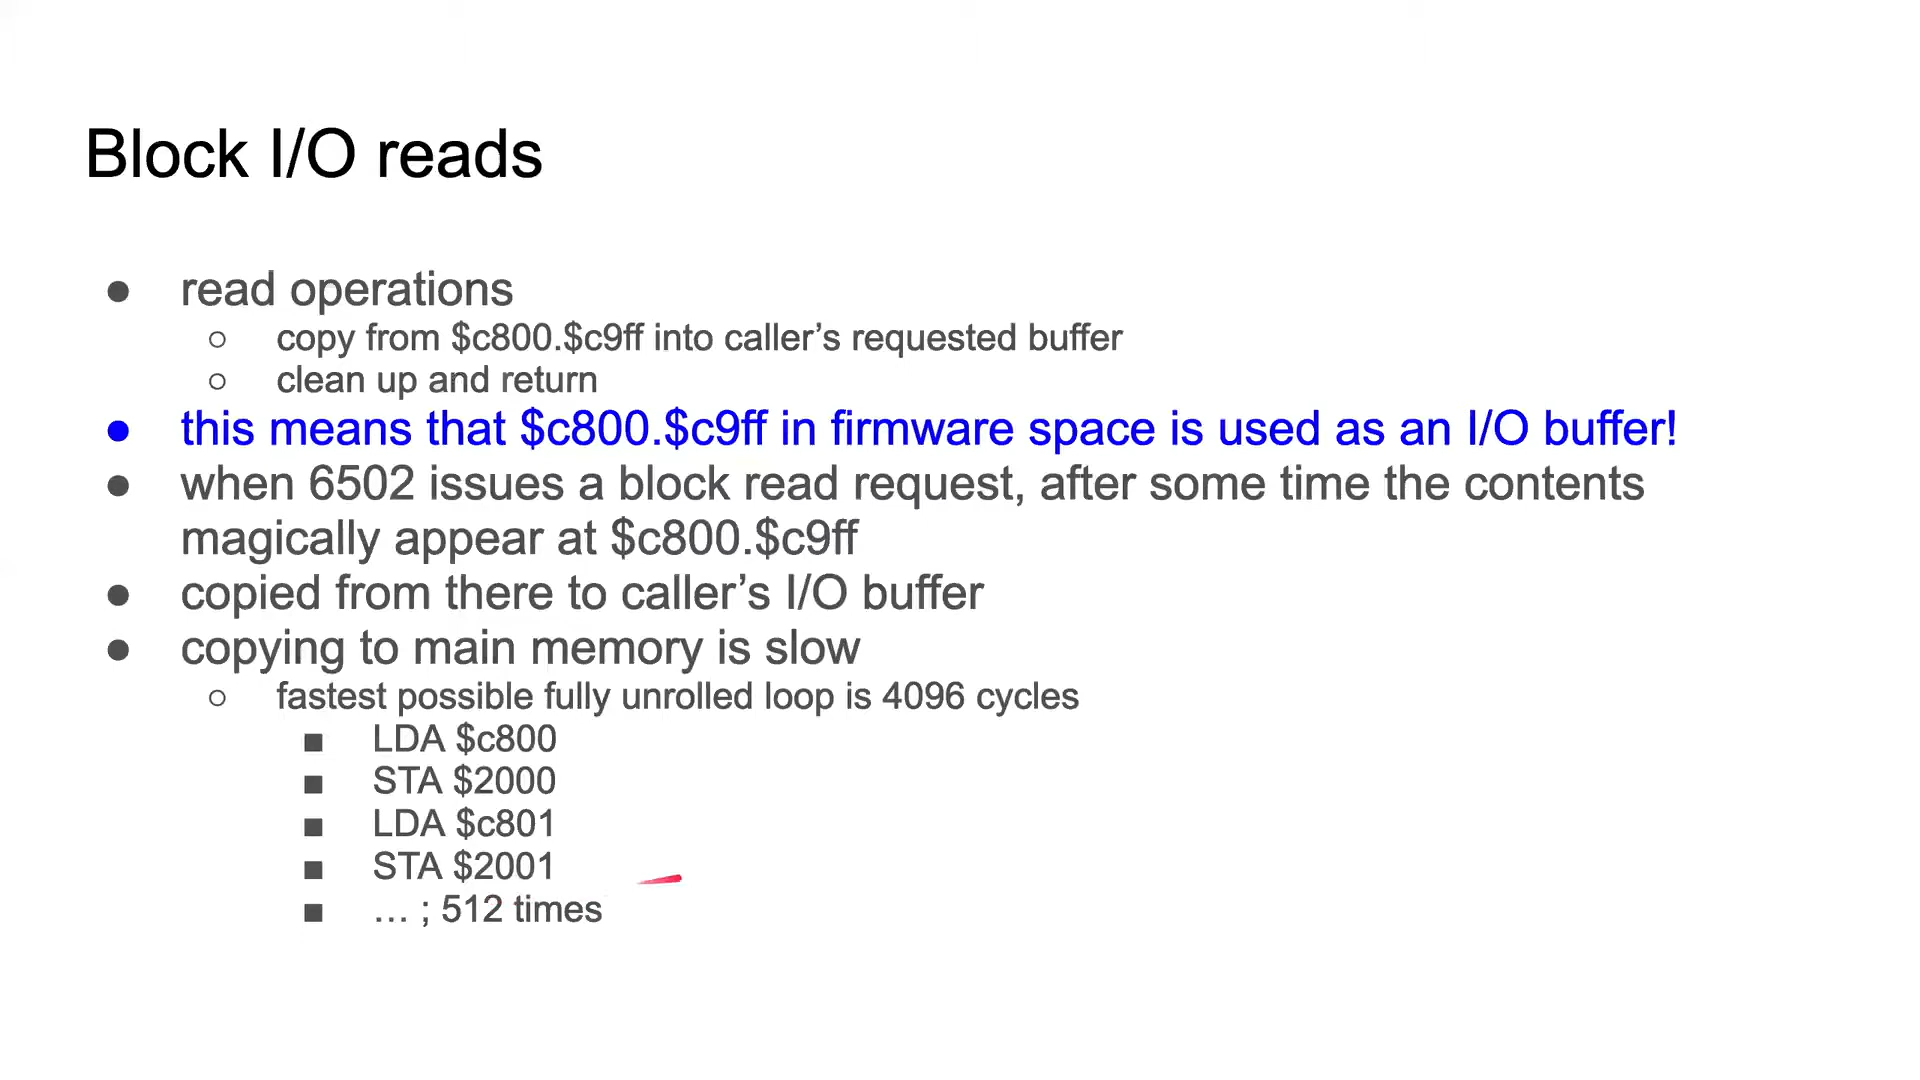 Block I/O reads
● read operations
○ copy from $c800.$c9ff into caller’s requested buffer
○ clean up and return
● this means that $c800.$c9ff in firmware space is used as an I/O buffer!
● when 6502 issues a block read request, after some time the contents
magically appear at $c800.$c9ff
● copied from there to caller’s I/O buffer
● copying to main memory is slow
○ fastest possible fully unrolled loop is 4096 cycles
■ LDA $c800
■ STA $2000
■ LDA $c801
■ STA $2001
■ … ; 512 times